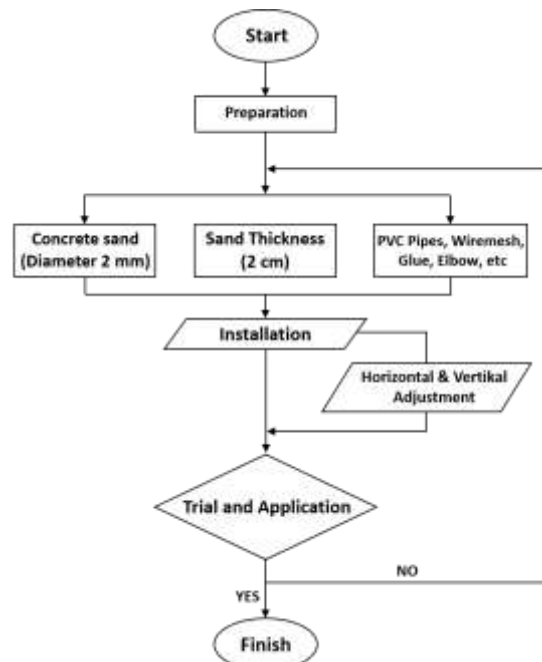 Start
Preparation
Concrete sand
(Diameter 2 mm)
Sand Thickness
(2 cm)
PVC Pipes, Wiremesh,
Glue, Elbow, etc
Installation
Horizontal & Vertikal
Adjustment
Trial and Application
NO
YES
Finish